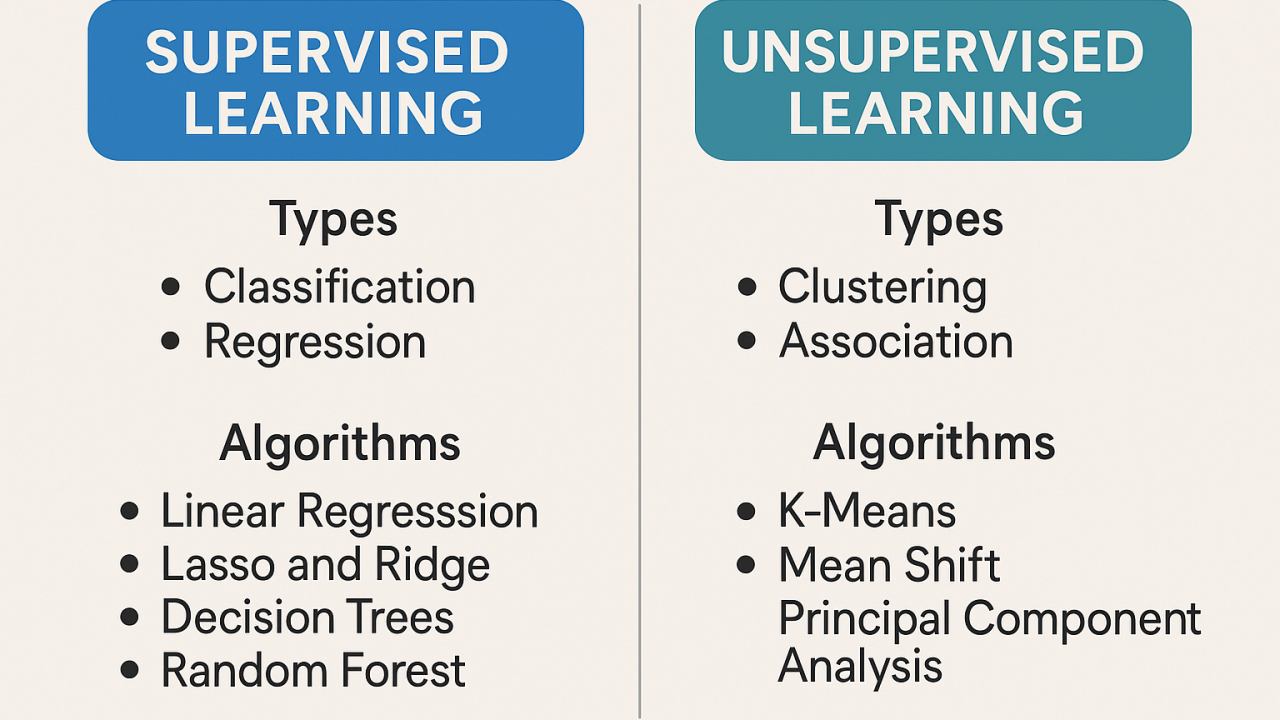 SUPERVISED
LEARNING
Types
• Classification
• Regression
Algorithms
• Linear Regresssion
• Lasso and Ridge
• Decision Trees
• Random Forest
UNSUPERVISED
LEARNING
Types
• Clustering
• Association
Algorithms
• K-Means
• Mean Shift
Principal Component
Analysis